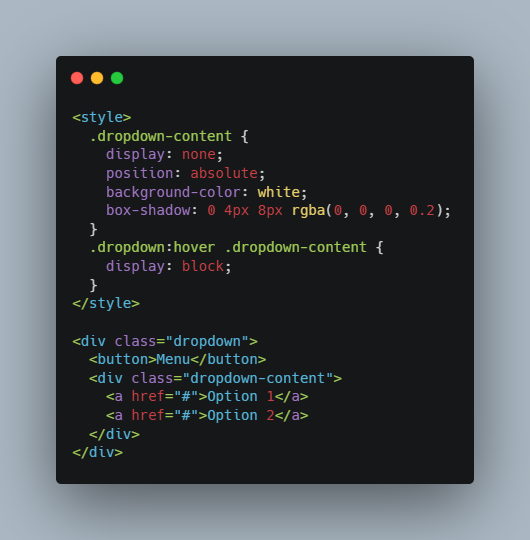 <style>
  .dropdown-content {
    display: none;
    position: absolute;
    background-color: white;
    box-shadow: 0 4px 8px rgba(0, 0, 0, 0.2);
  }
  .dropdown:hover .dropdown-content {
    display: block;
  }
</style>

<div class="dropdown">
  <button>Menu</button>
  <div class="dropdown-content">
    <a href="#">Option 1</a>
    <a href="#">Option 2</a>
  </div>
</div>